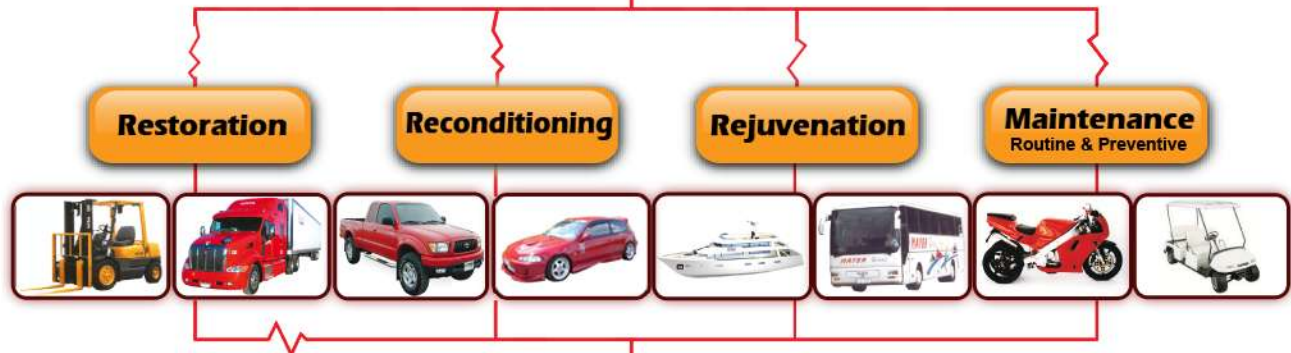 Restoration
Reconditioning
Rejuvenation
Maintenance
Routine & Preventive